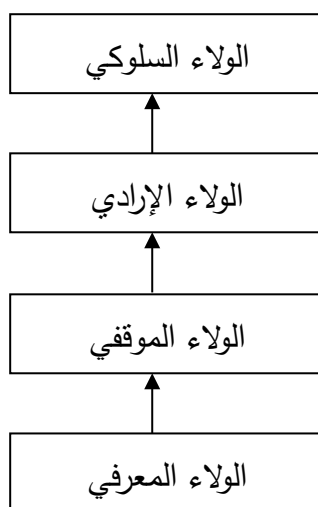 الولاء السلوكي
الولاء الإرادي
الولاء الموقفي
الولاء المعرفي